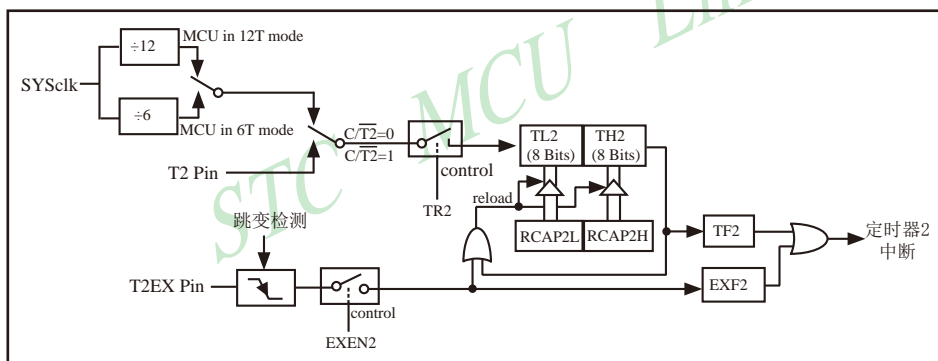 ÷12
MCU in 12T mode
SYSclk
÷6
MCU in 6T mode
C/T2=0
C/T2=1
T2 Pin
control
TR2
TL2
(8 Bits)
TH2
(8 Bits)
reload
RCAP2L
RCAP2H
TF2
定时器2
中断
跳变检测
T2EX Pin
control
EXEN2
EXF2
STC MCU Lim